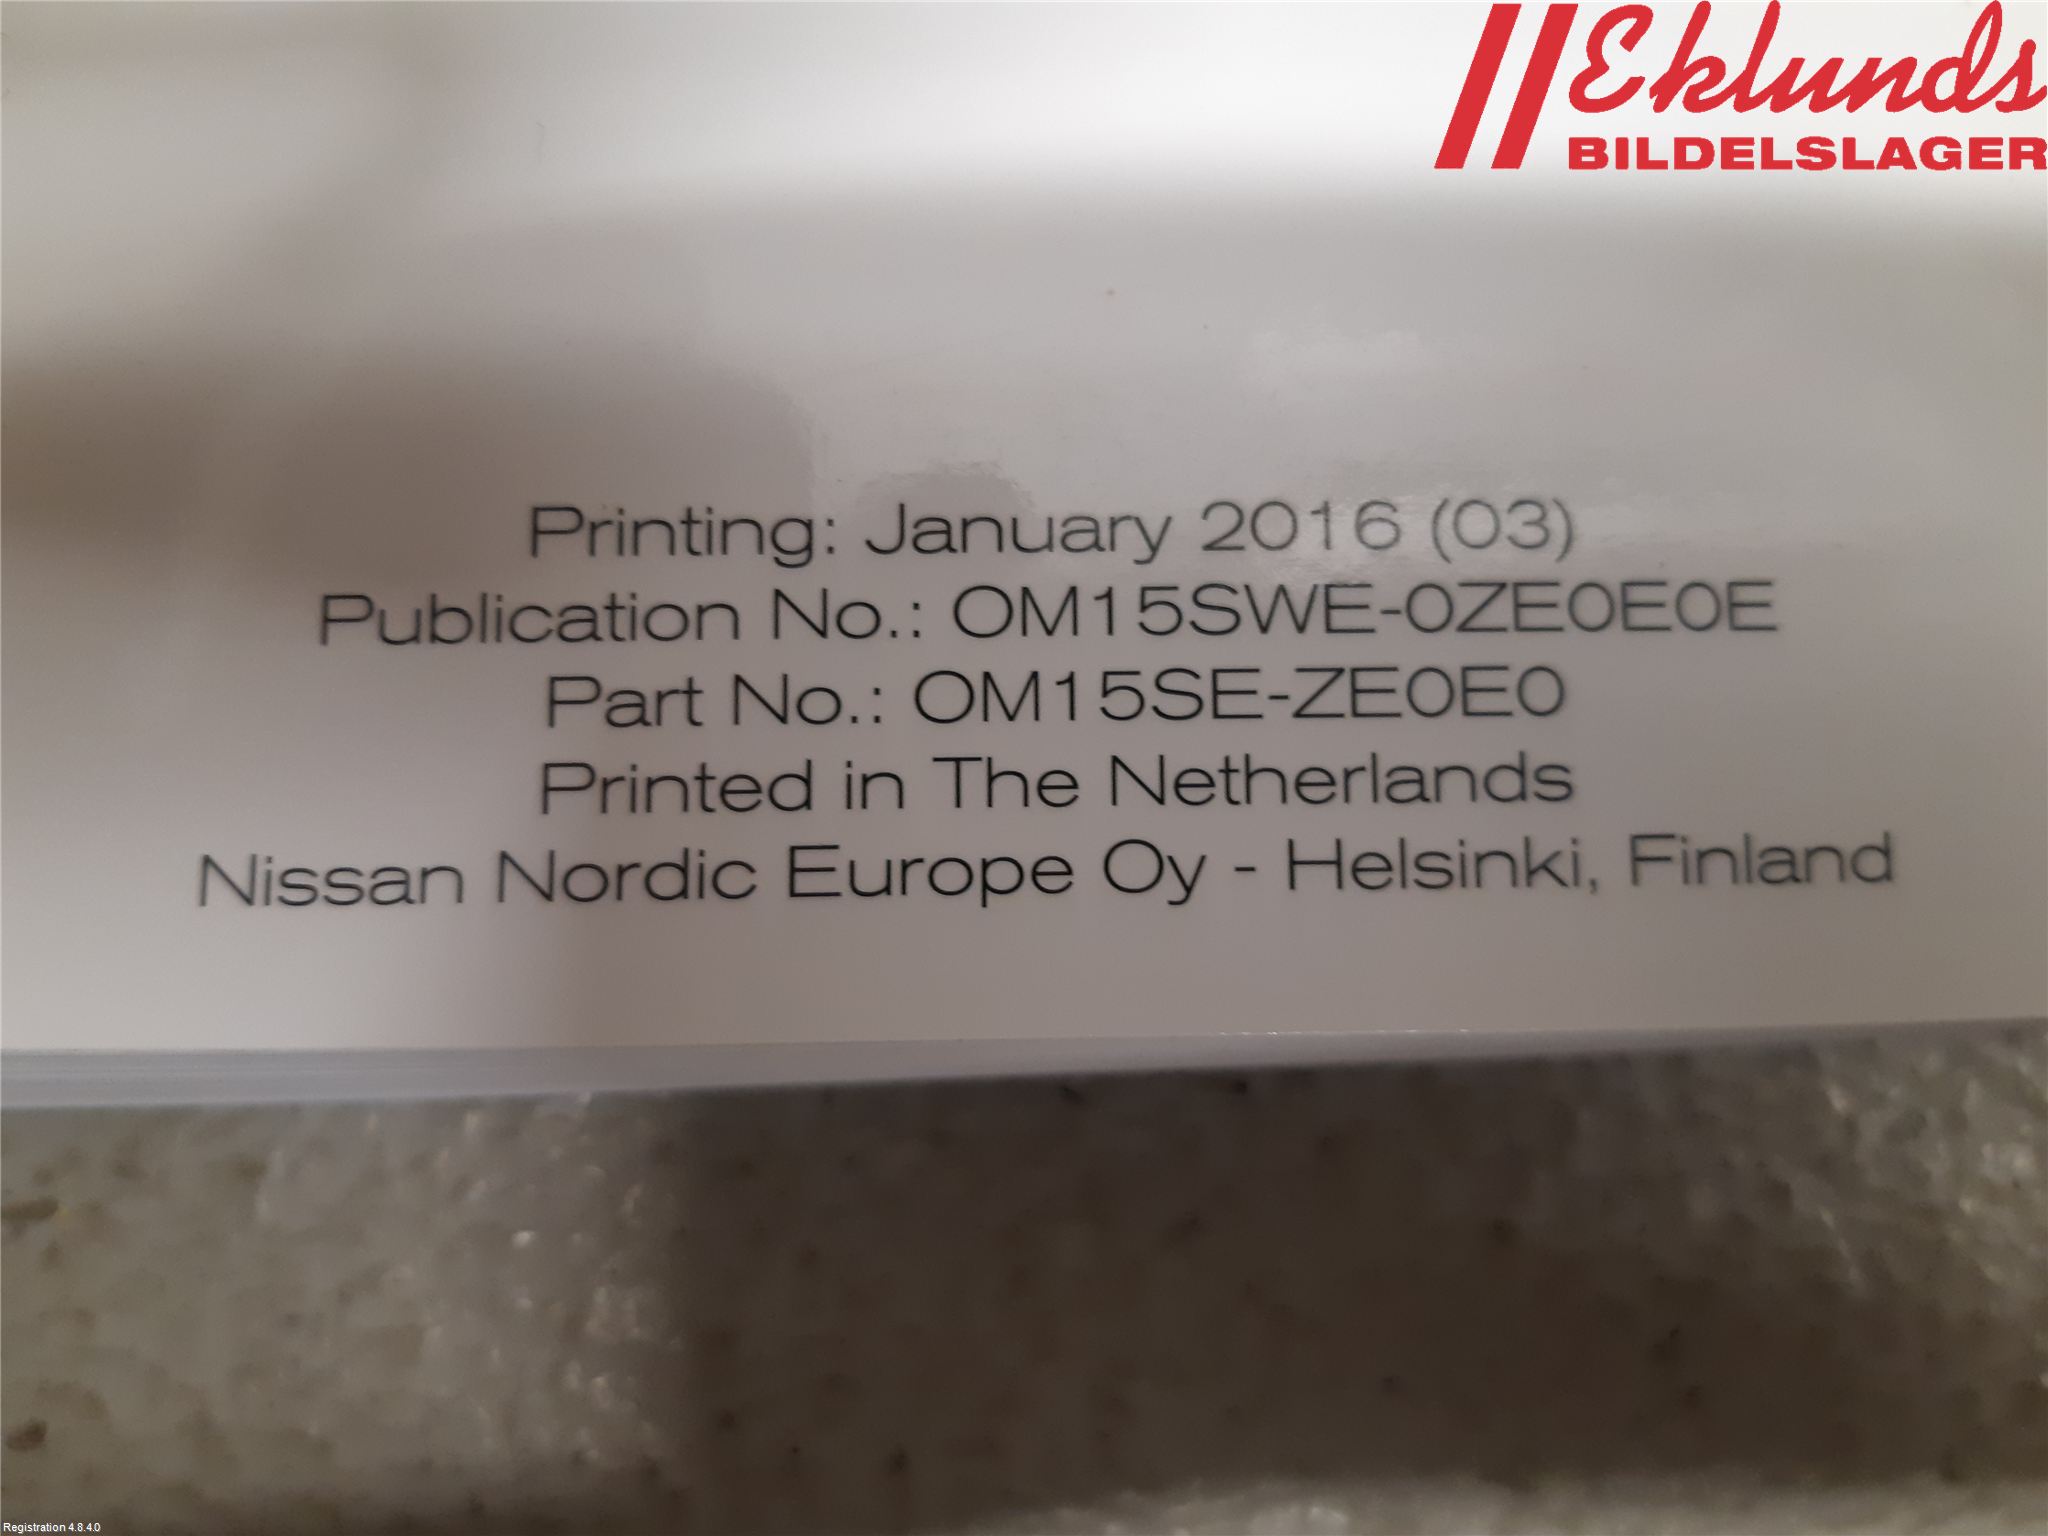 Eklunds
BILDELSLAGER
Printing: January 2016 (03)
Publication No.: OM15SWE-0ZE0E0E
Part No.: OM15SE-ZE0E0
Printed in The Netherlands
Nissan Nordic Europe Oy - Helsinki, Finland
Registration 4.8.4.0